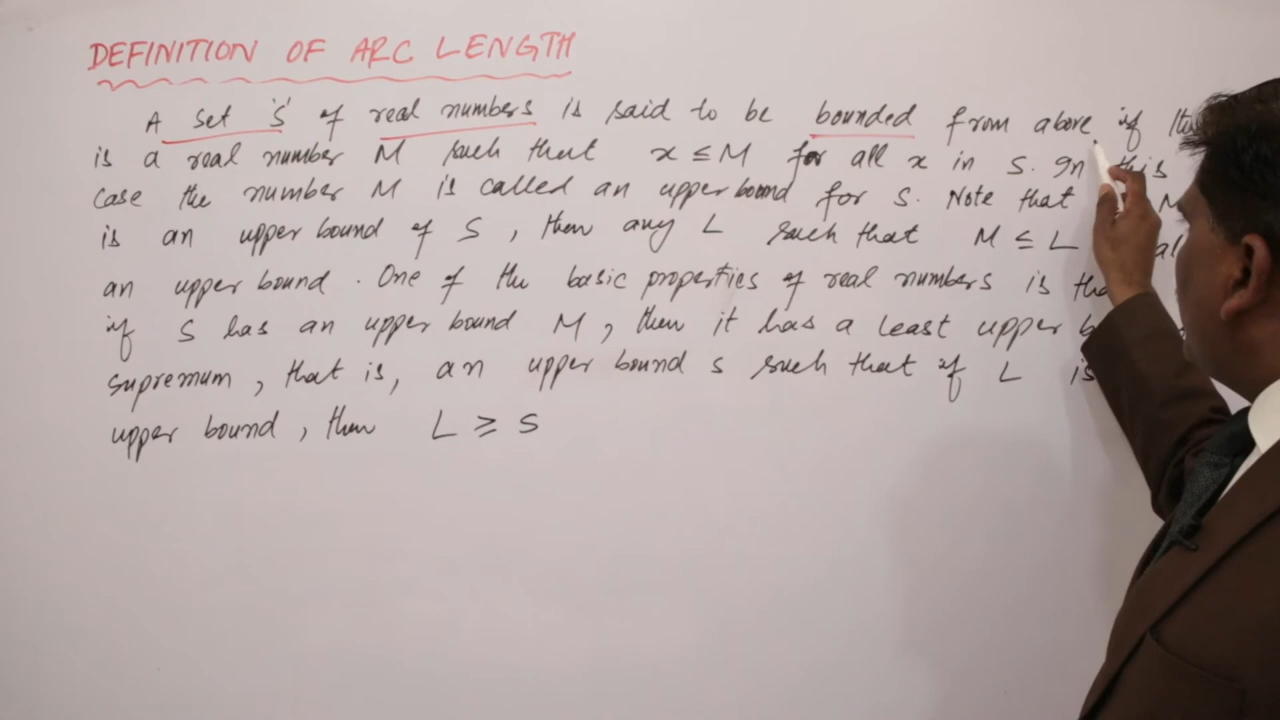 DEFINITION OF ARC LENGTH
A set 'S' of real numbers is said to be bounded from above if
is a real number M such that x ≤ M for all x in S. In this
case the number M is called an upper bound for S. Note that M
is an upper bound of S, then any L such that M ≤ L
an upper bound. One of the basic properties of real numbers is
if S has an upper bound M, then it has a least upper
supremum, that is, an upper bound s such that if L is
upper bound, then L ≥ S